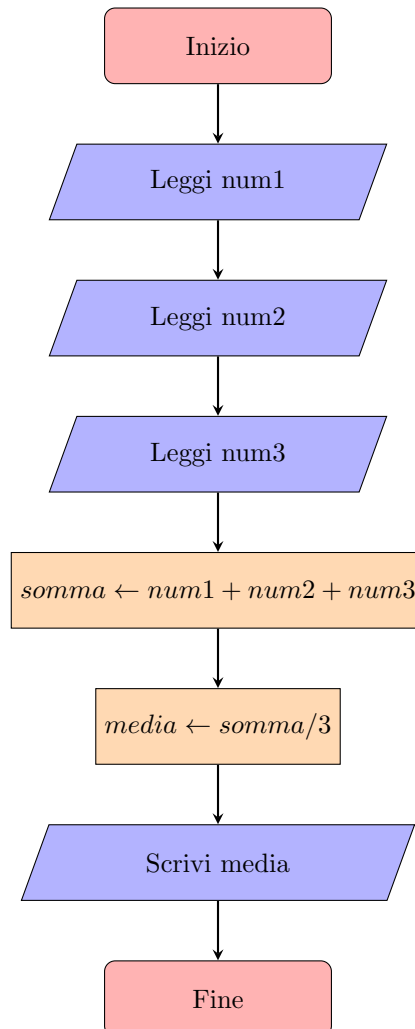 Inizio
Leggi num1
Leggi num2
Leggi num3
somma ← num1 + num2 + num3
media ← somma/3
Scrivi media
Fine